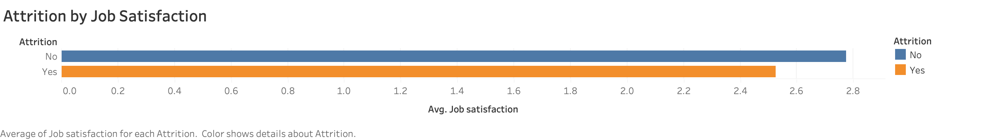 Attrition by Job Satisfaction
Attrition
No
Yes
0.0 0.2 0.4 0.6 0.8 1.0 1.2 1.4 1.6 1.8 2.0 2.2 2.4 2.6 2.8
Avg. Job satisfaction
Attrition
No
Yes
Average of Job satisfaction for each Attrition.  Color shows details about Attrition.